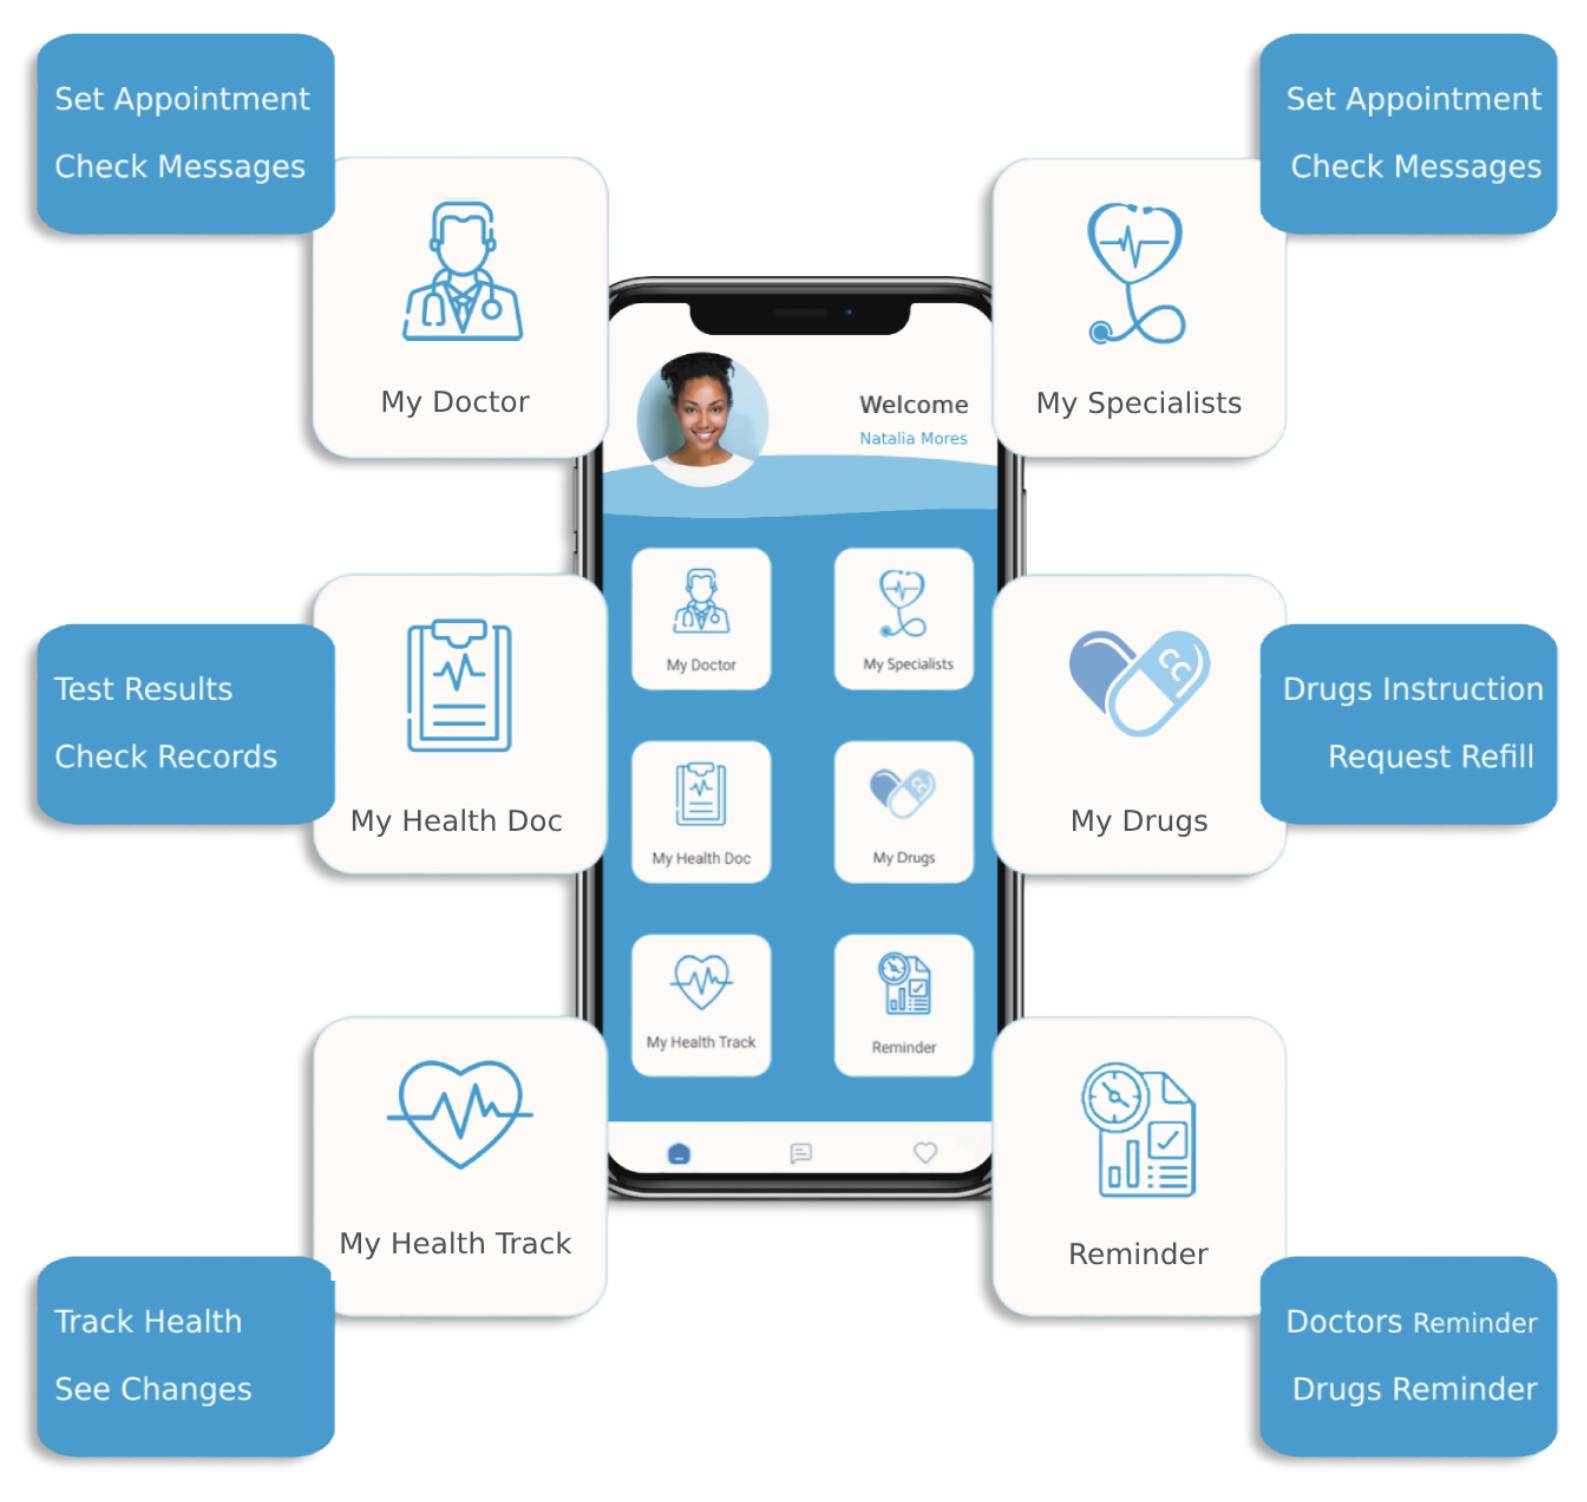 Set Appointment
Check Messages
My Doctor
Set Appointment
Check Messages
My Specialists
Welcome
Natalia Mores
My Doctor
My Specialists
My Health Doc
My Drugs
My Health Track
Reminder
Test Results
Check Records
My Health Doc
Drugs Instruction
Request Refill
My Drugs
CC
CC
My Health Track
Track Health
See Changes
Reminder
Doctors Reminder
Drugs Reminder